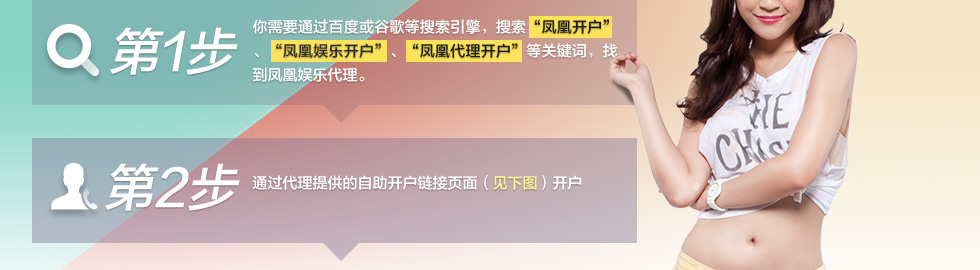 第1步
你需要通过百度或谷歌等搜索引擎，搜索“凤凰开户”
、“凤凰娱乐开户”、“凤凰代理开户”等关键词，找
到凤凰娱乐代理。
THE
第2步
通过代理提供的自助开户链接页面（见下图）开户